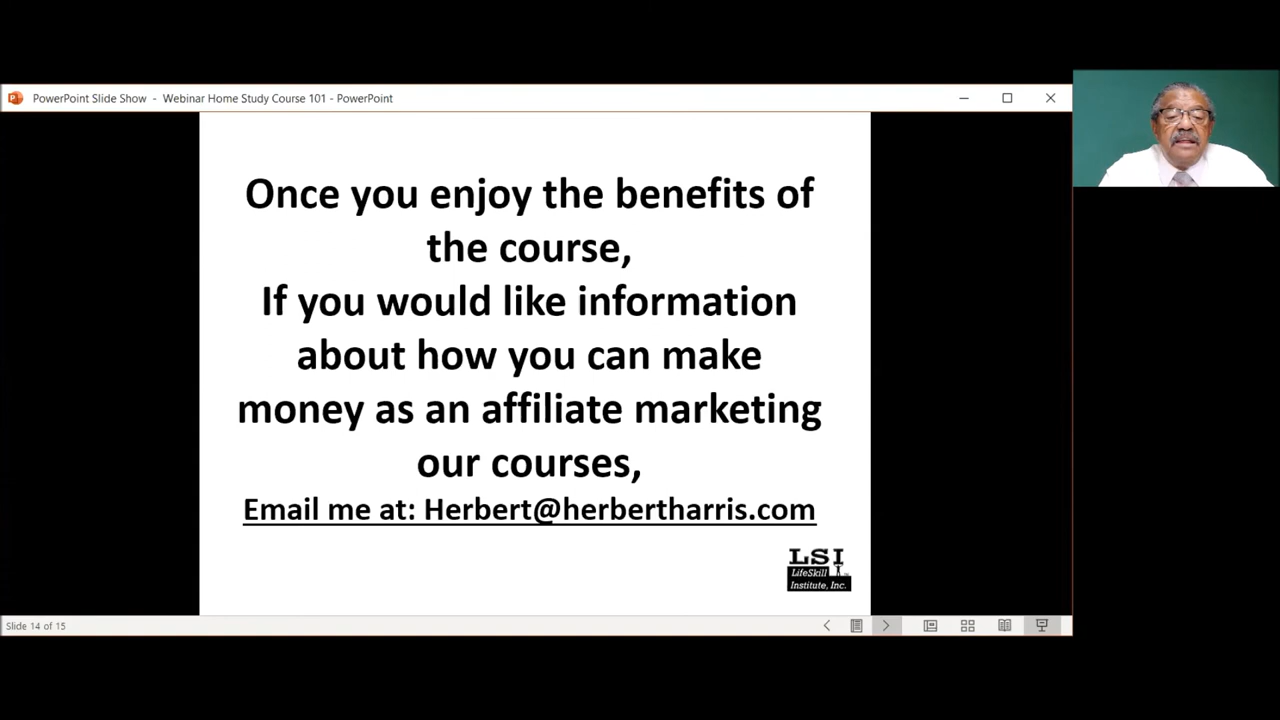 PowerPoint Slide Show - Webinar Home Study Course 101 - PowerPoint
Once you enjoy the benefits of
the course,
If you would like information
about how you can make
money as an affiliate marketing
our courses,
Email me at: Herbert@herbertharris.com
LSI
LifeSkill
Institute, Inc.
Slide 14 of 15